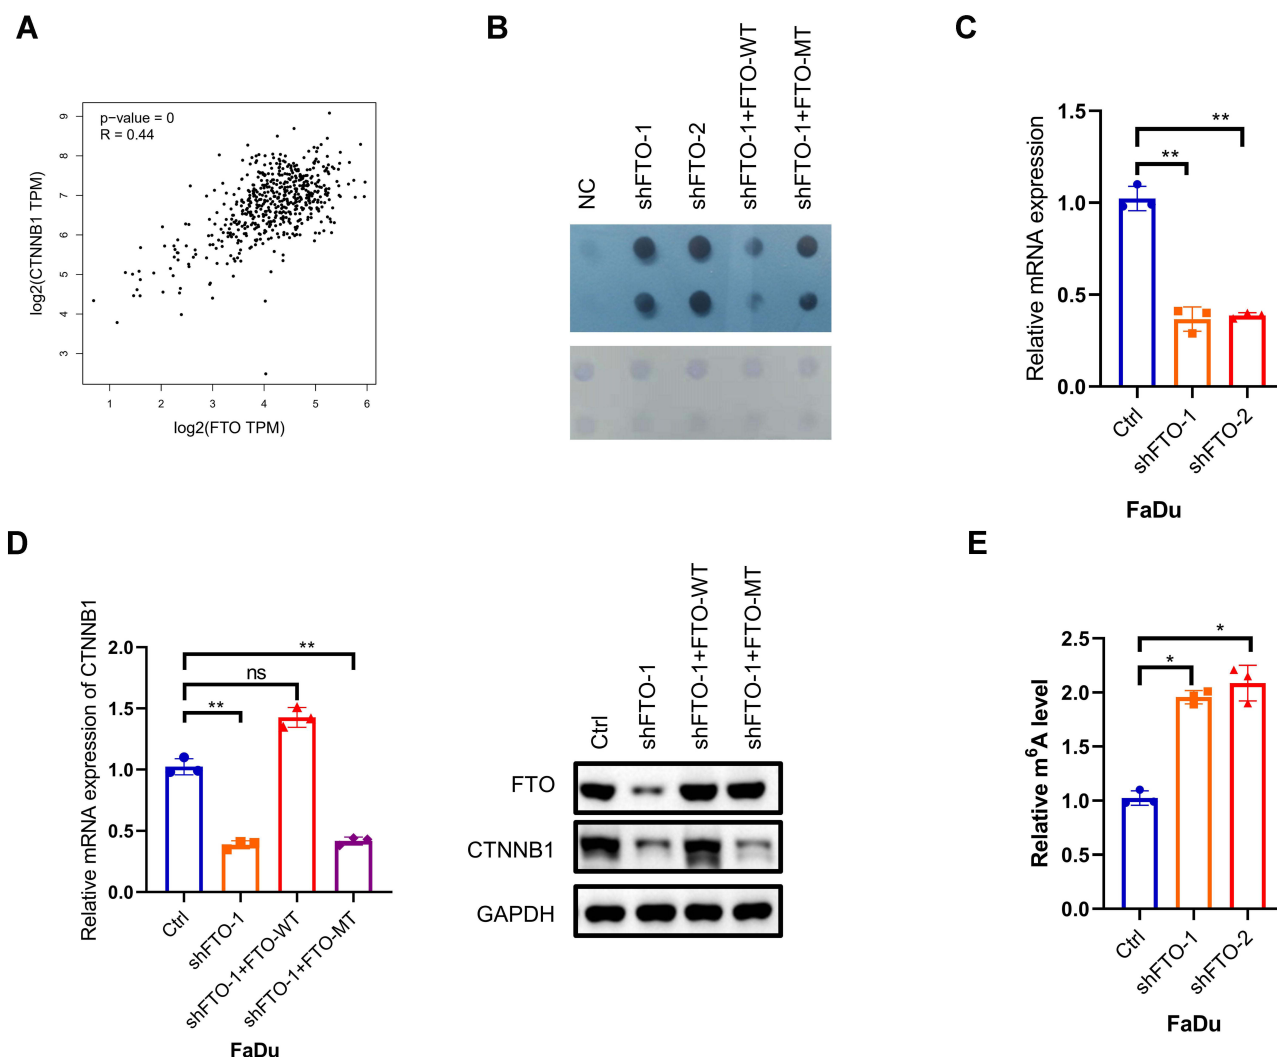 A
p−value = 0
R = 0.44
9
8
7
6
5
4
3
log2(CTNNB1 TPM)
1 2 3 4 5 6
log2(FTO TPM)
B
NC
shFTO-1
shFTO-2
shFTO-1+FTO-WT
shFTO-1+FTO-MT
C
Relative mRNA expression
1.5
1.0
0.5
0.0
**
**
Ctrl
shFTO-1
shFTO-2
FaDu
D
Relative mRNA expression of CTNNB1
2.0
1.5
1.0
0.5
0.0
**
ns
**
Ctrl
shFTO-1
shFTO-1+FTO-WT
shFTO-1+FTO-MT
FaDu
Ctrl
shFTO-1
shFTO-1+FTO-WT
shFTO-1+FTO-MT
FTO
CTNNB1
GAPDH
E
Relative m⁶A level
2.5
2.0
1.5
1.0
0.5
0.0
*
*
Ctrl
shFTO-1
shFTO-2
FaDu